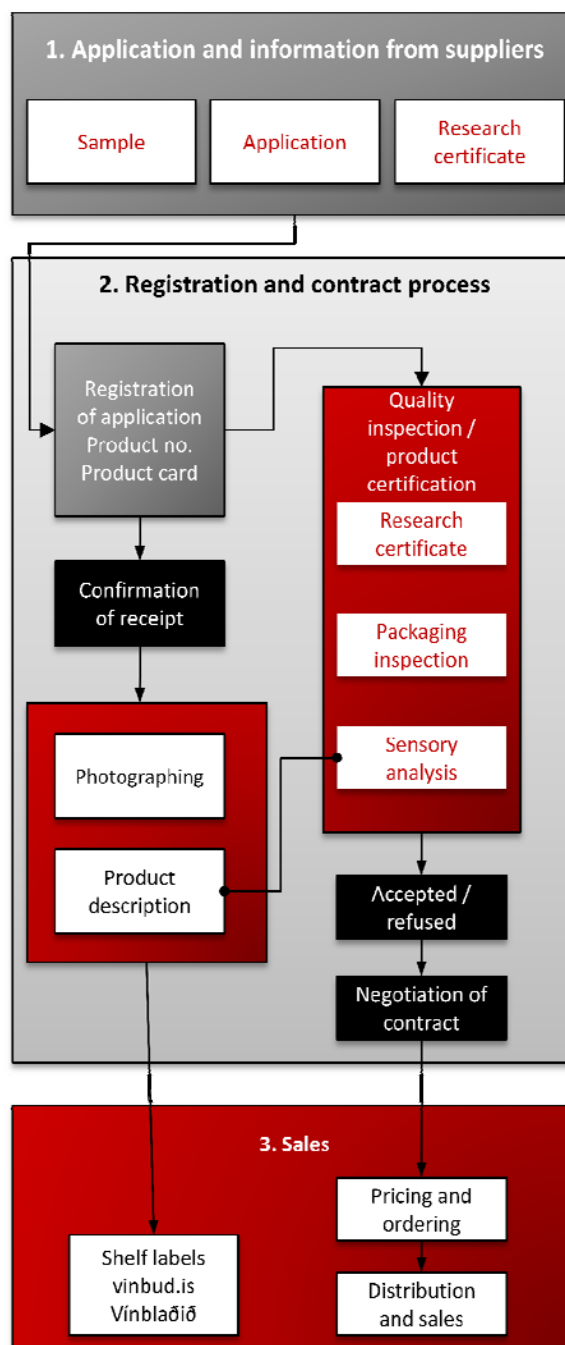 1. Application and information from suppliers
Sample
Application
Research
certificate
2. Registration and contract process
Registration
of application
Product no.
Product card
Quality
inspection /
product
certification
Research
certificate
Confirmation
of receipt
Packaging
inspection
Photographing
Sensory
analysis
Product
description
Accepted /
refused
Negotiation of
contract
3. Sales
Pricing and
ordering
Shelf labels
vinbud.is
Vínblaðið
Distribution
and sales